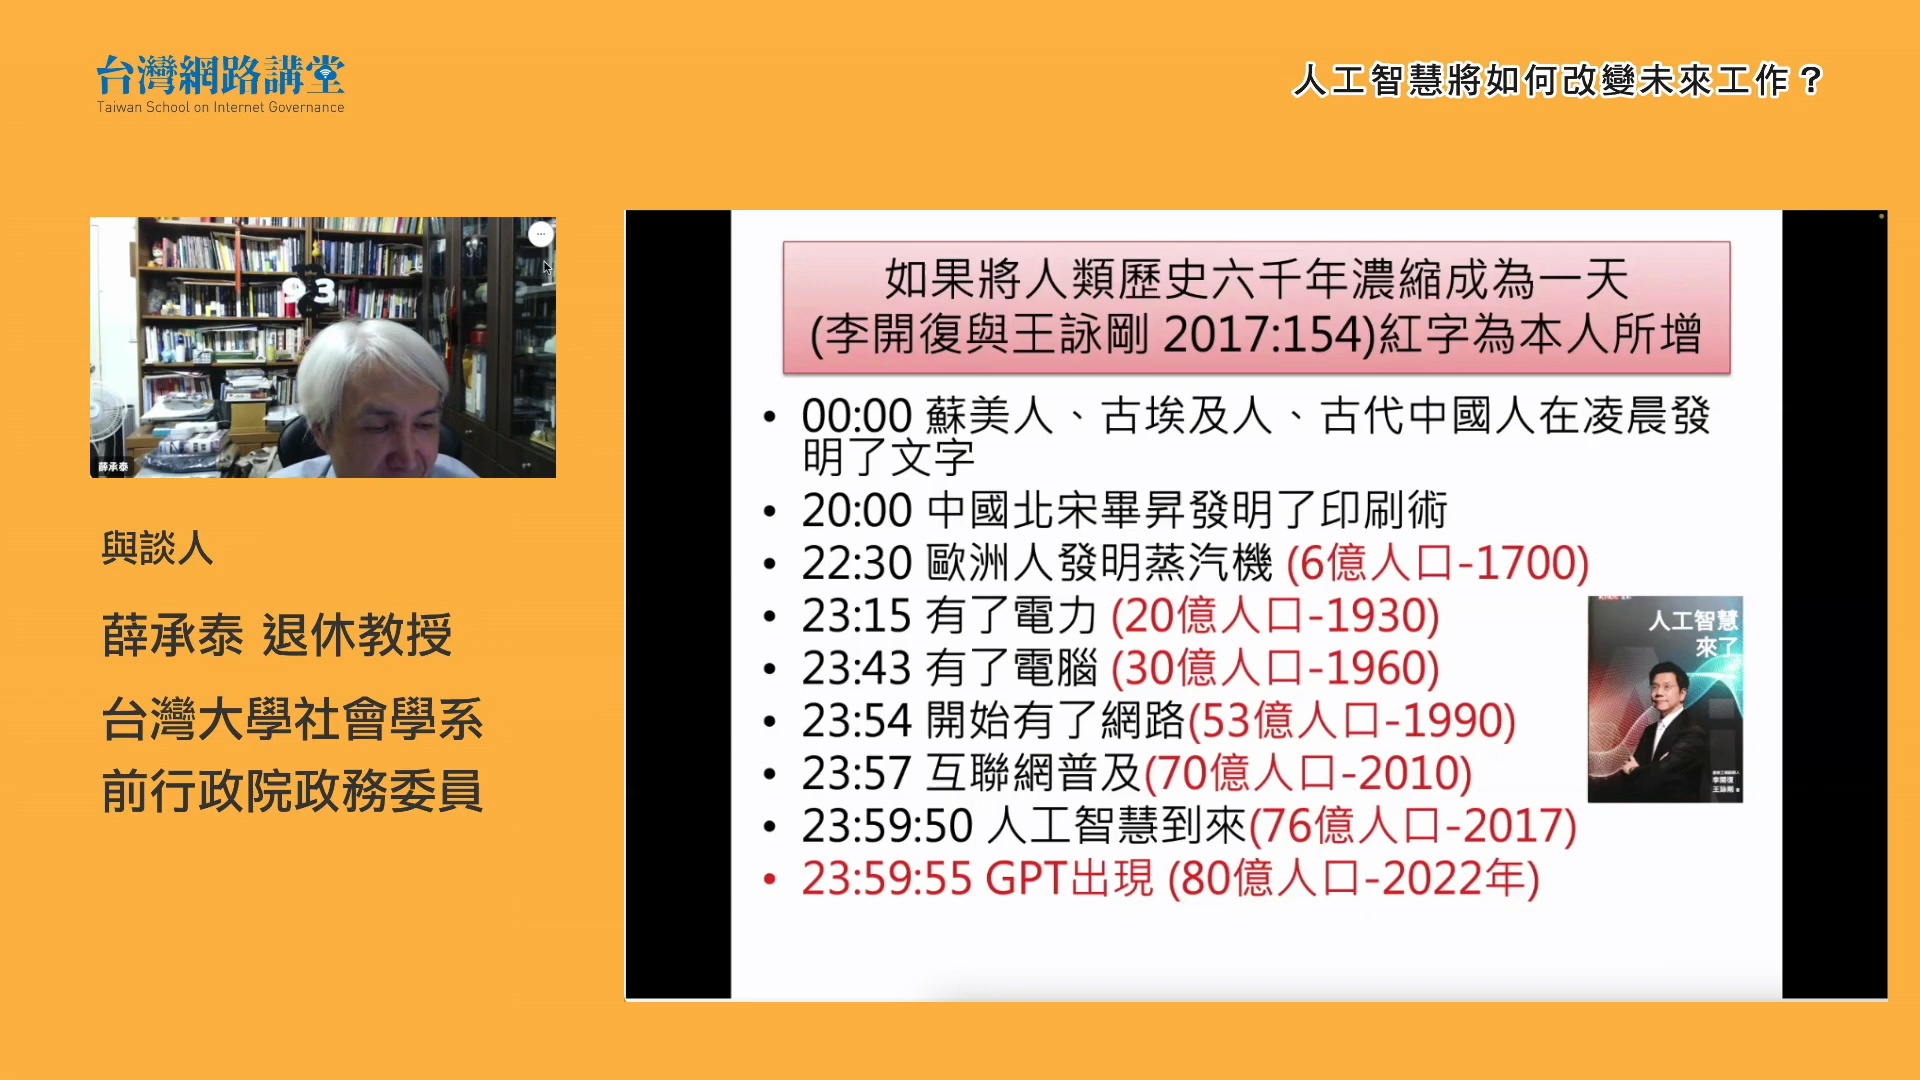 台灣網路講堂
Taiwan School on Internet Governance
人工智慧將如何改變未來工作？
93
薛承泰
與談人
薛承泰 退休教授
台灣大學社會學系
前行政院政務委員
如果將人類歷史六千年濃縮成為一天
(李開復與王詠剛 2017:154)紅字為本人所增
• 00:00 蘇美人、古埃及人、古代中國人在凌晨發
明了文字
• 20:00 中國北宋畢昇發明了印刷術
• 22:30 歐洲人發明蒸汽機 (6億人口-1700)
• 23:15 有了電力 (20億人口-1930)
• 23:43 有了電腦 (30億人口-1960)
• 23:54 開始有了網路(53億人口-1990)
• 23:57 互聯網普及(70億人口-2010)
• 23:59:50 人工智慧到來(76億人口-2017)
• 23:59:55 GPT出現 (80億人口-2022年)
人工智慧
來了
李開復
王詠剛